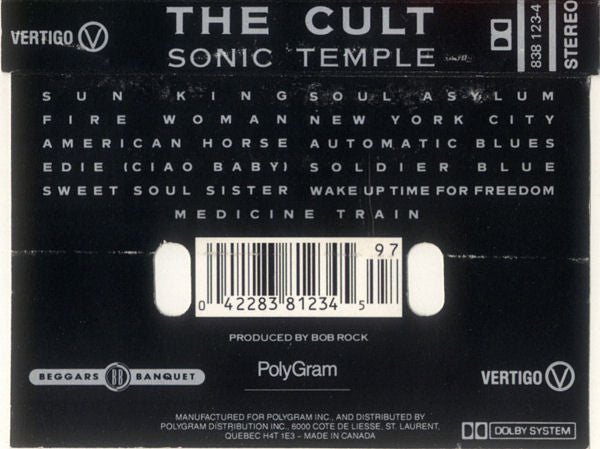 VERTIGO V
THE CULT
SONIC TEMPLE
838 123-4
STEREO
SUN KING
FIRE WOMAN
AMERICAN HORSE
EDIE (CIAO BABY)
SWEET SOUL SISTER
SOUL ASYLUM
NEW YORK CITY
AUTOMATIC BLUES
SOLDIER BLUE
WAKE UP TIME FOR FREEDOM
MEDICINE TRAIN
97
0 42283 81234 5
PRODUCED BY BOB ROCK
BEGGARS BB BANQUET
PolyGram
VERTIGO V
MANUFACTURED FOR POLYGRAM INC., AND DISTRIBUTED BY
POLYGRAM DISTRIBUTION INC., 6000 COTE DE LIESSE, ST. LAURENT,
QUEBEC H4T 1E3 - MADE IN CANADA
DOLBY SYSTEM